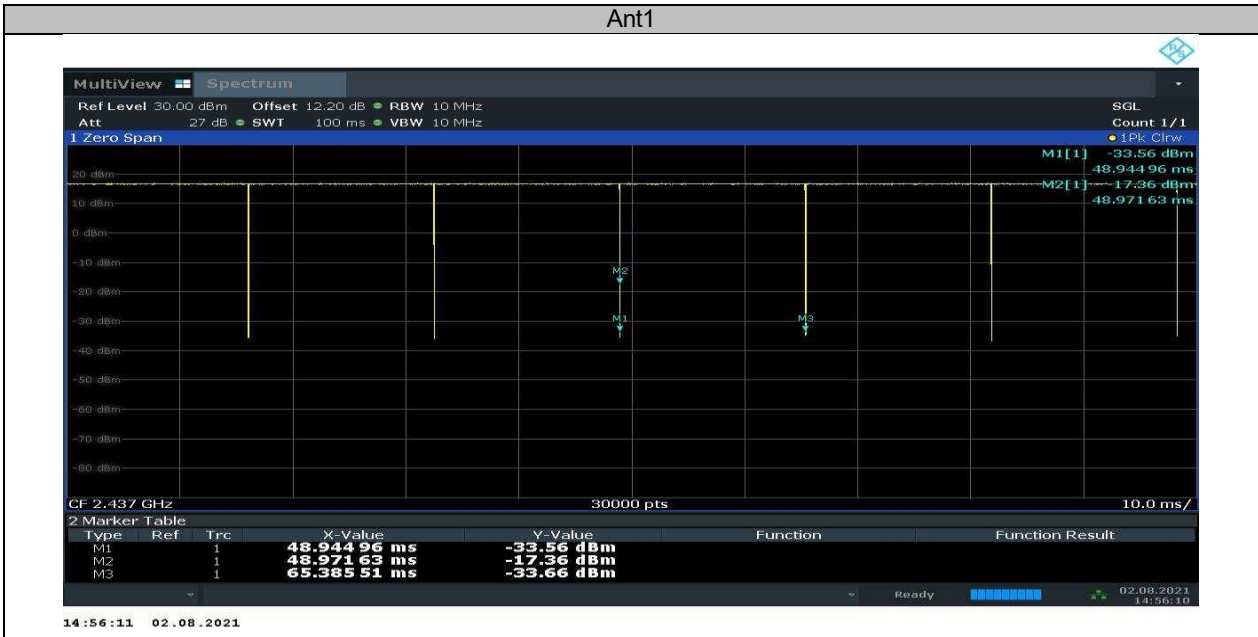 Ant1
R&S
MultiView Spectrum
Ref Level 30.00 dBm Offset 12.20 dB RBW 10 MHz SGL
Att 27 dB SWT 100 ms VBW 10 MHz Count 1/1
1 Zero Span 1Pk Clrw
M1[1] -33.56 dBm
48.944 96 ms
20 dBm
M2[1] -17.36 dBm
48.971 63 ms
10 dBm
0 dBm
-10 dBm
M2
-20 dBm
-30 dBm
M1
M3
-40 dBm
-50 dBm
-60 dBm
-70 dBm
-80 dBm
CF 2.437 GHz 30000 pts 10.0 ms/
2 Marker Table
Type Ref Trc X-Value Y-Value Function Function Result
M1 1 48.944 96 ms -33.56 dBm
M2 1 48.971 63 ms -17.36 dBm
M3 1 65.385 51 ms -33.66 dBm
Ready 02.08.2021
14:56:10
14:56:11 02.08.2021